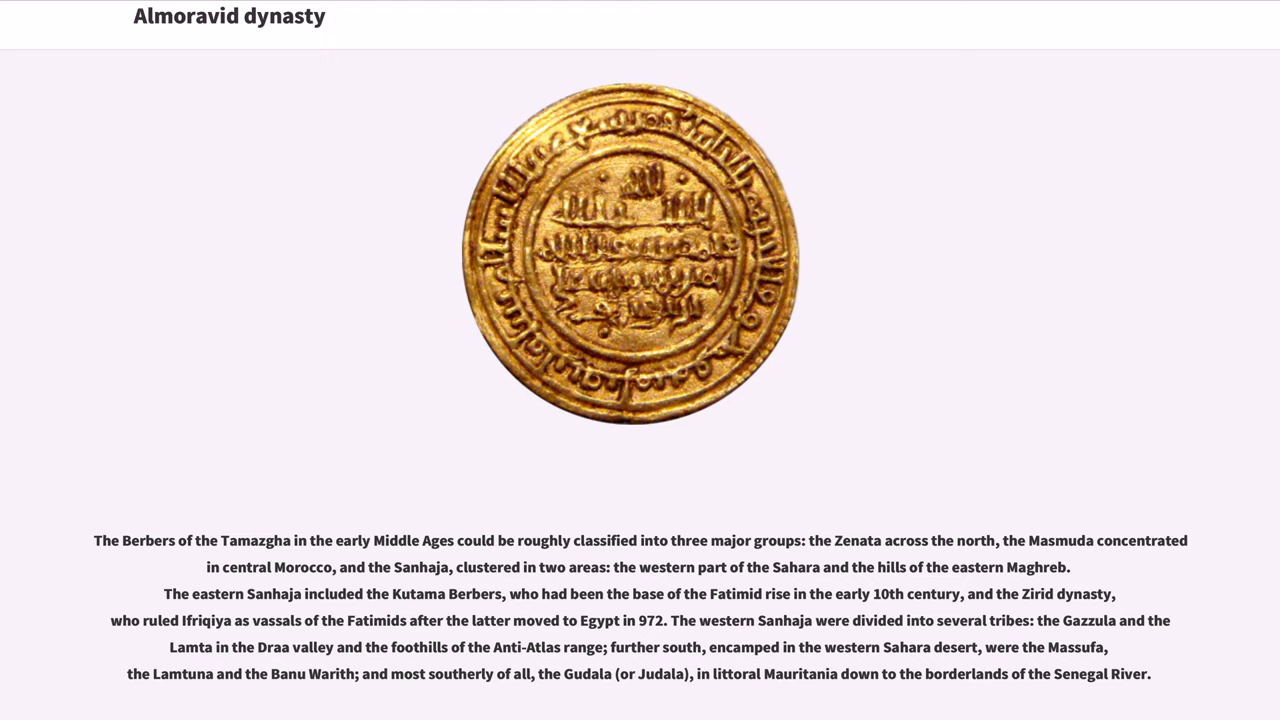 Almoravid dynasty
The Berbers of the Tamazgha in the early Middle Ages could be roughly classified into three major groups: the Zenata across the north, the Masmuda concentrated
in central Morocco, and the Sanhaja, clustered in two areas: the western part of the Sahara and the hills of the eastern Maghreb.
The eastern Sanhaja included the Kutama Berbers, who had been the base of the Fatimid rise in the early 10th century, and the Zirid dynasty,
who ruled Ifriqiya as vassals of the Fatimids after the latter moved to Egypt in 972. The western Sanhaja were divided into several tribes: the Gazzula and the
Lamta in the Draa valley and the foothills of the Anti-Atlas range; further south, encamped in the western Sahara desert, were the Massufa,
the Lamtuna and the Banu Warith; and most southerly of all, the Gudala (or Judala), in littoral Mauritania down to the borderlands of the Senegal River.